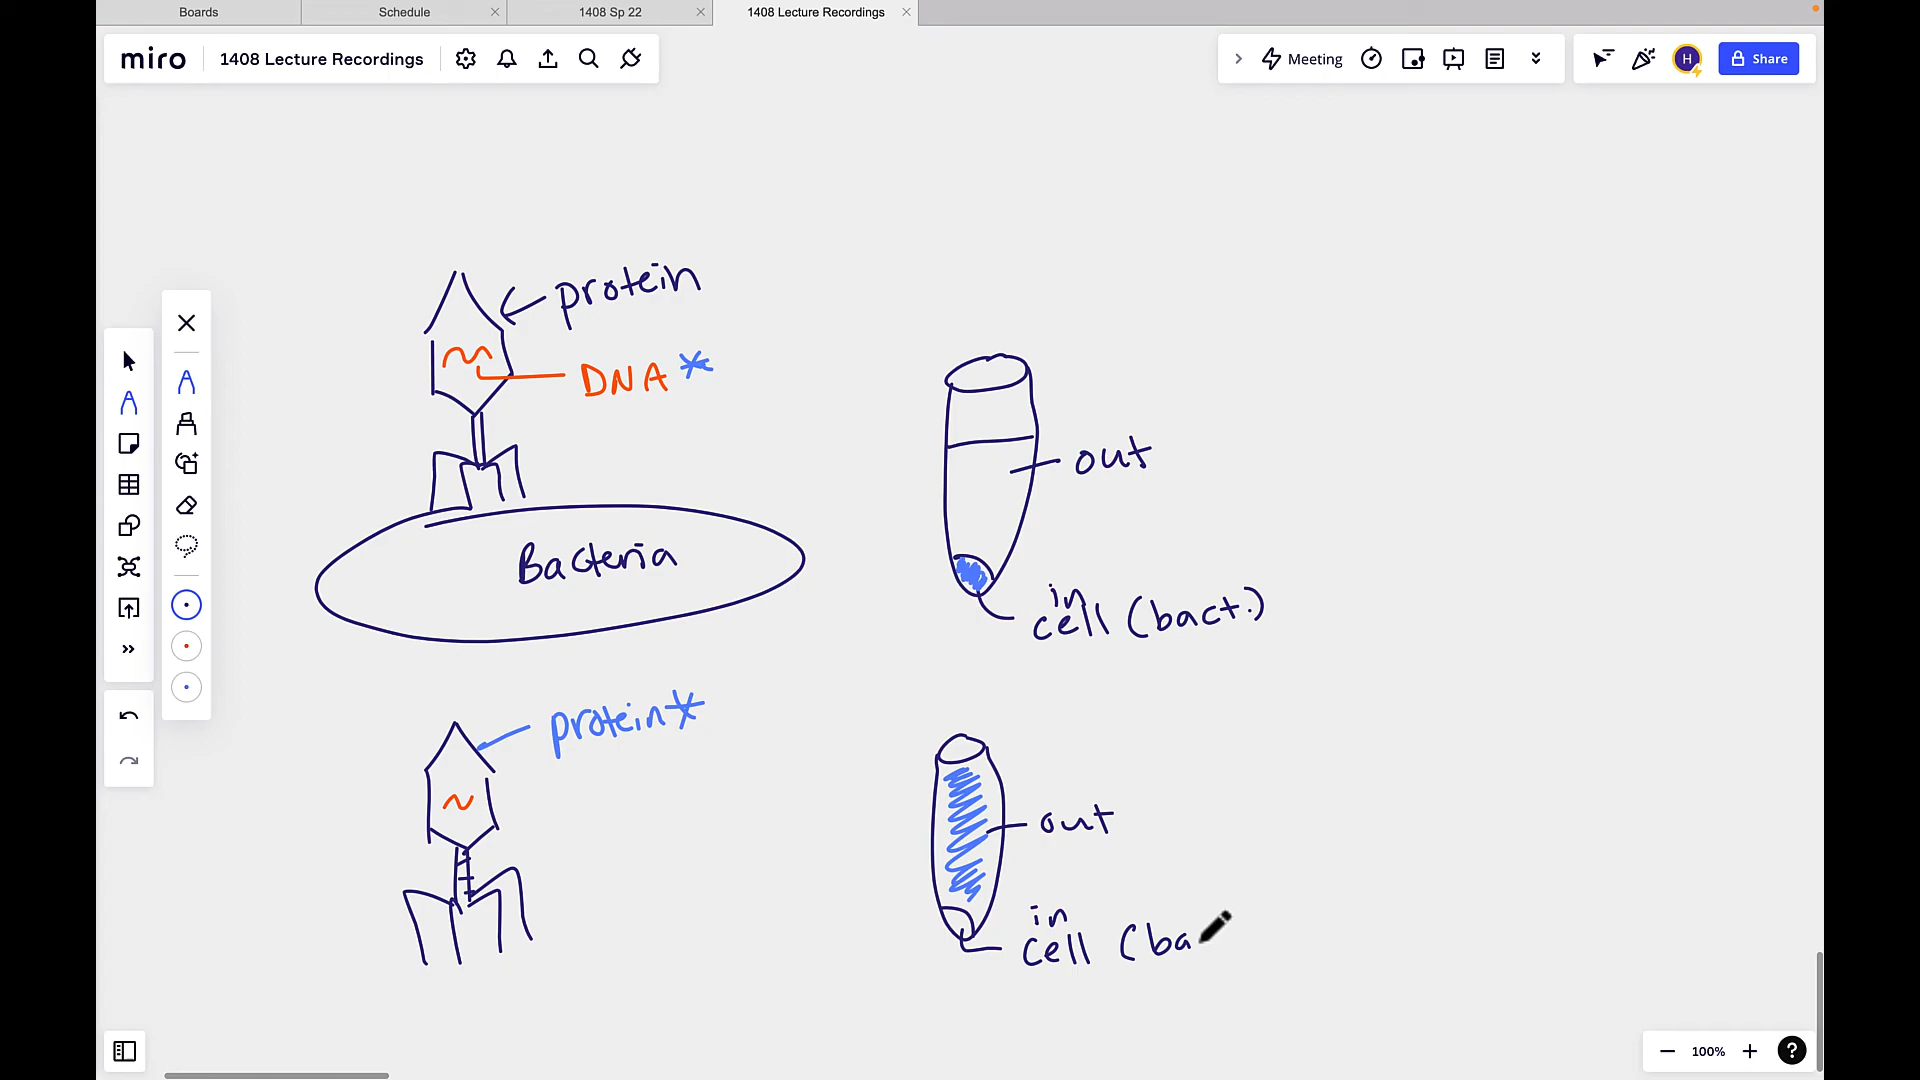 Boards
Schedule
1408 Sp 22
1408 Lecture Recordings
miro
1408 Lecture Recordings
Meeting
H
Share
protein
DNA *
Bacteria
out
in
cell (bact.)
protein*
out
in
cell (ba
100%
?